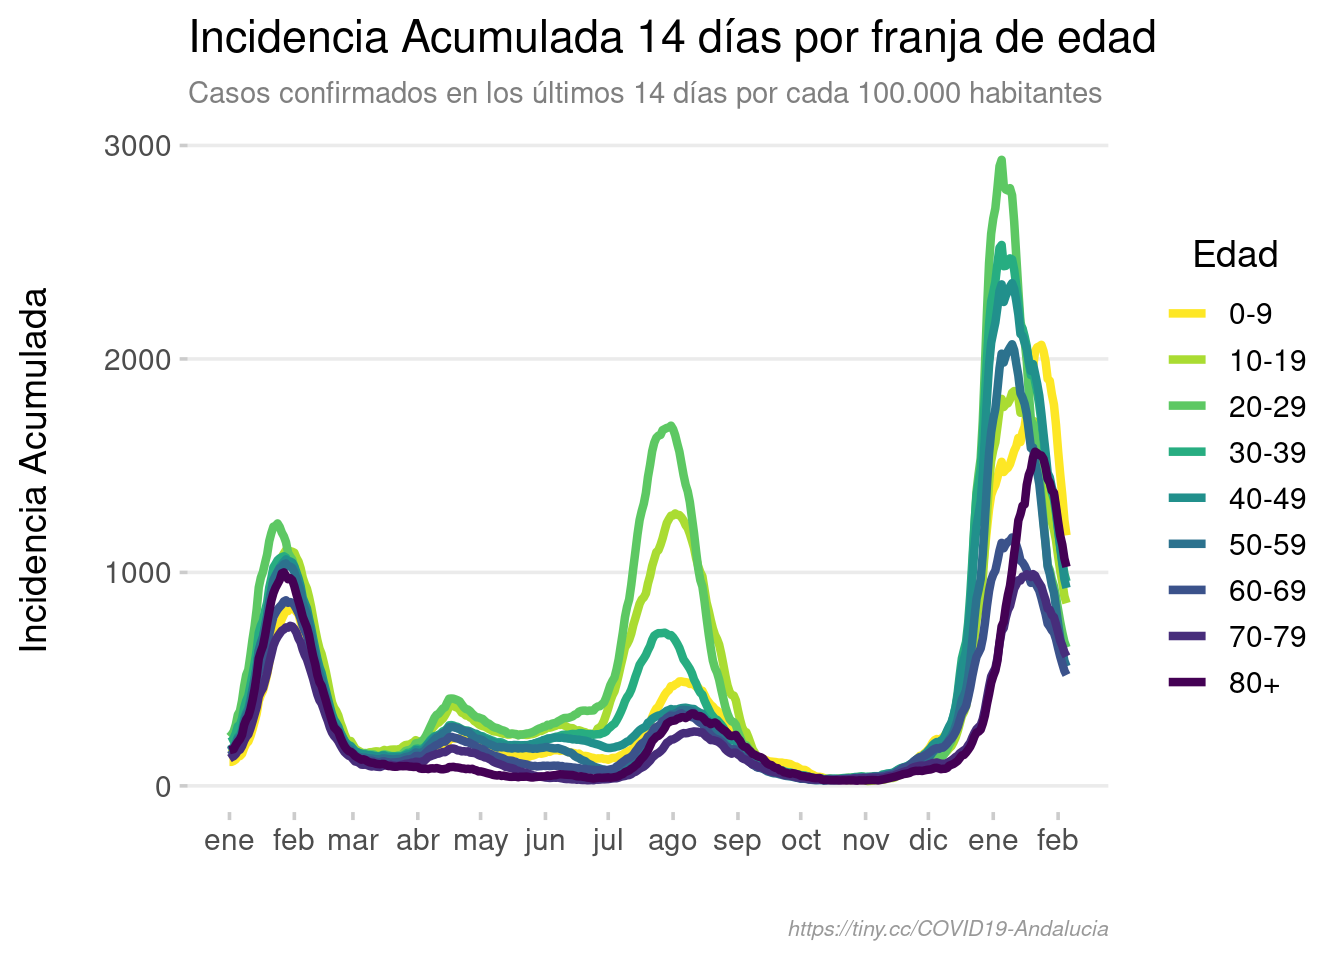 Incidencia Acumulada 14 días por franja de edad
Casos confirmados en los últimos 14 días por cada 100.000 habitantes
Incidencia Acumulada
3000
2000
1000
0
ene feb mar abr may jun jul ago sep oct nov dic ene feb
Edad
0-9
10-19
20-29
30-39
40-49
50-59
60-69
70-79
80+
https://tiny.cc/COVID19-Andalucia